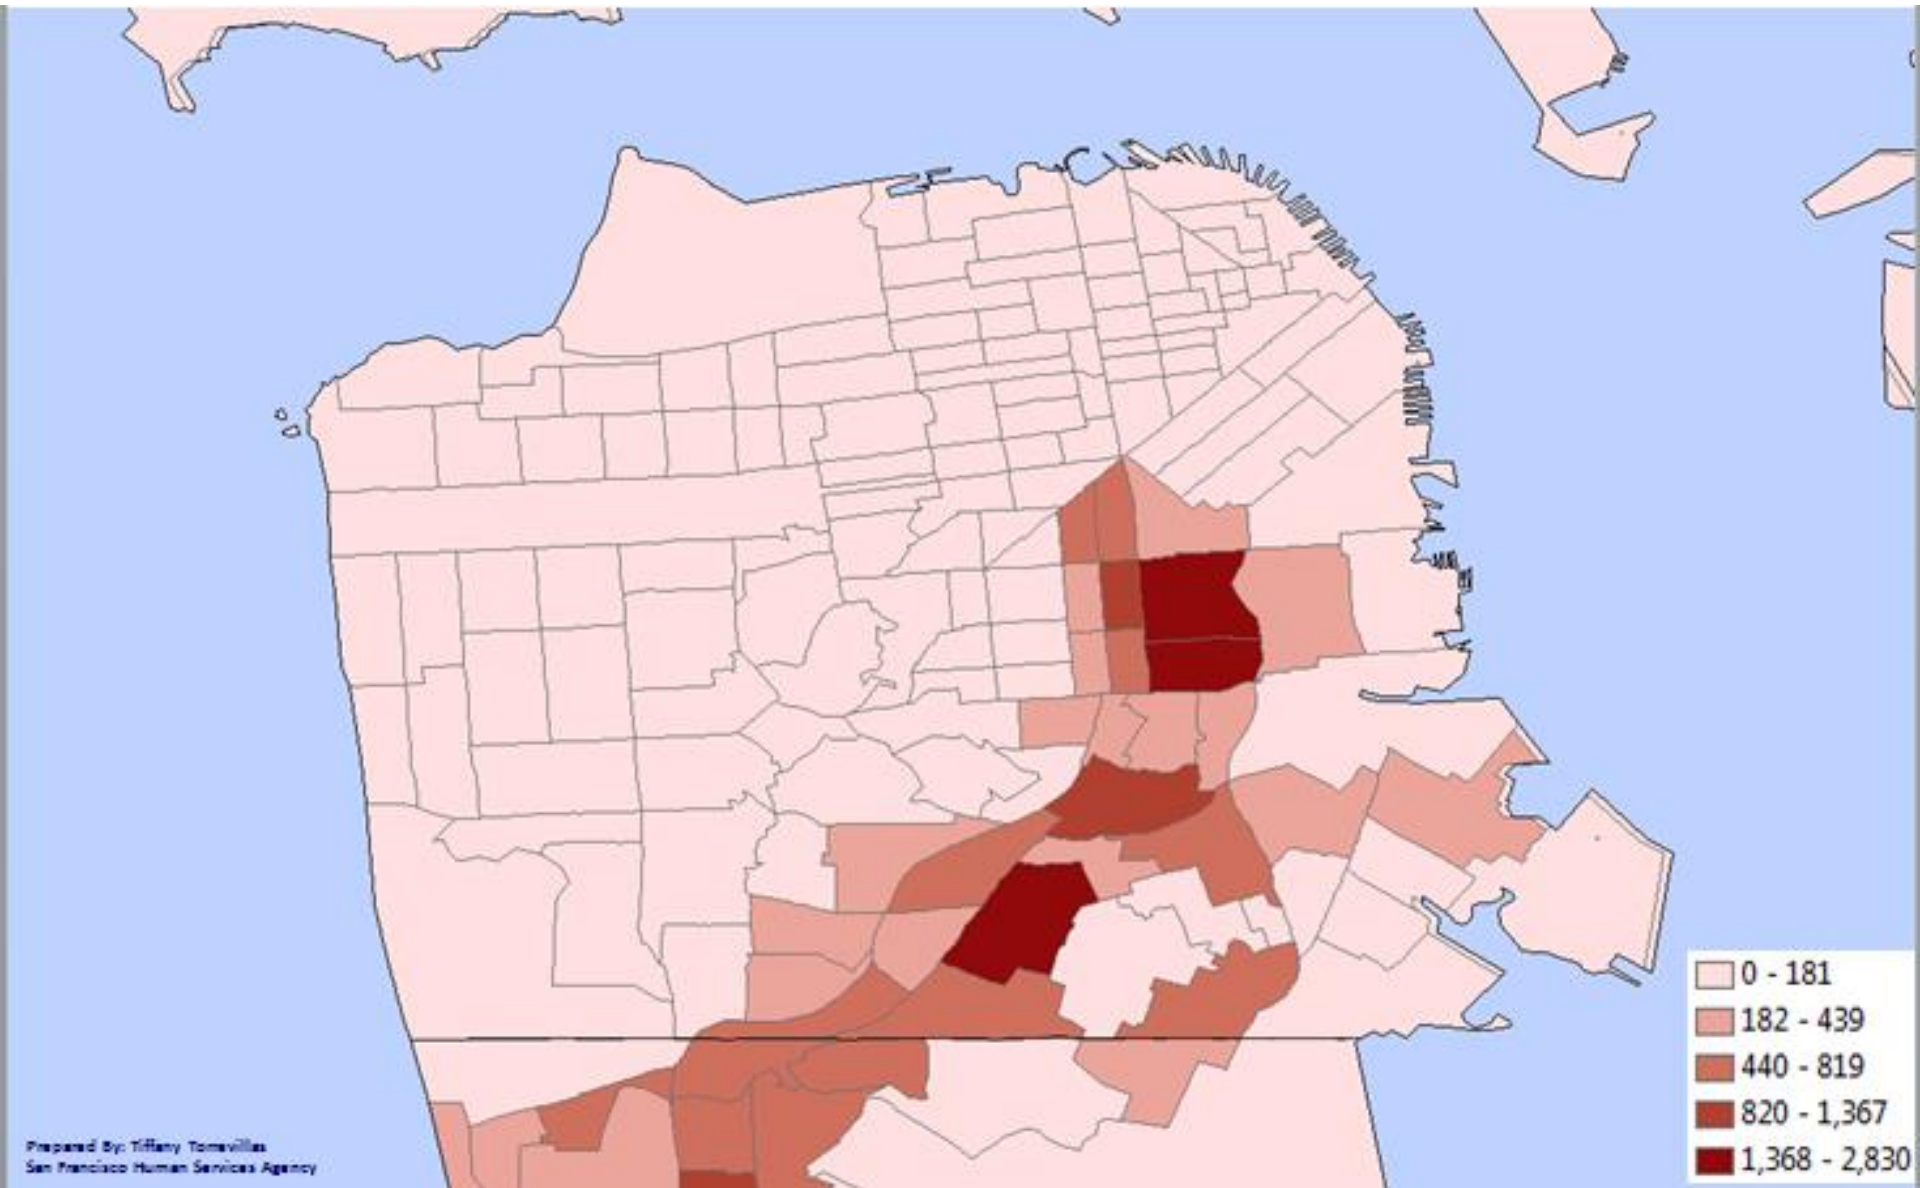 0 - 181
182 - 439
440 - 819
820 - 1,367
1,368 - 2,830
Prepared By: Tiffany Torrevillas
San Francisco Human Services Agency